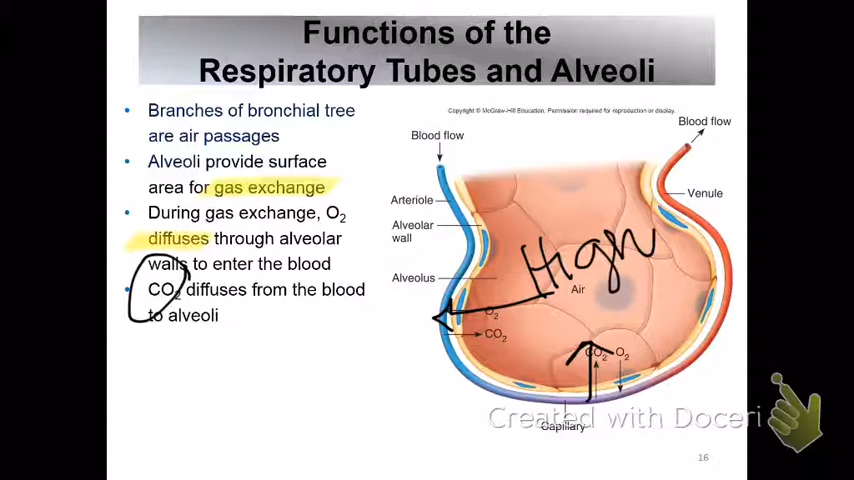 Functions of the
Respiratory Tubes and Alveoli
• Branches of bronchial tree
are air passages
• Alveoli provide surface
area for gas exchange
• During gas exchange, O₂
diffuses through alveolar
walls to enter the blood
• CO₂ diffuses from the blood
to alveoli
Copyright © McGraw-Hill Education. Permission required for reproduction or display.
Blood flow
Blood flow
Arteriole
Venule
Alveolar
wall
High
Alveolus
Air
O₂
CO₂
CO₂ O₂
Created with Doceri
Capillary
16